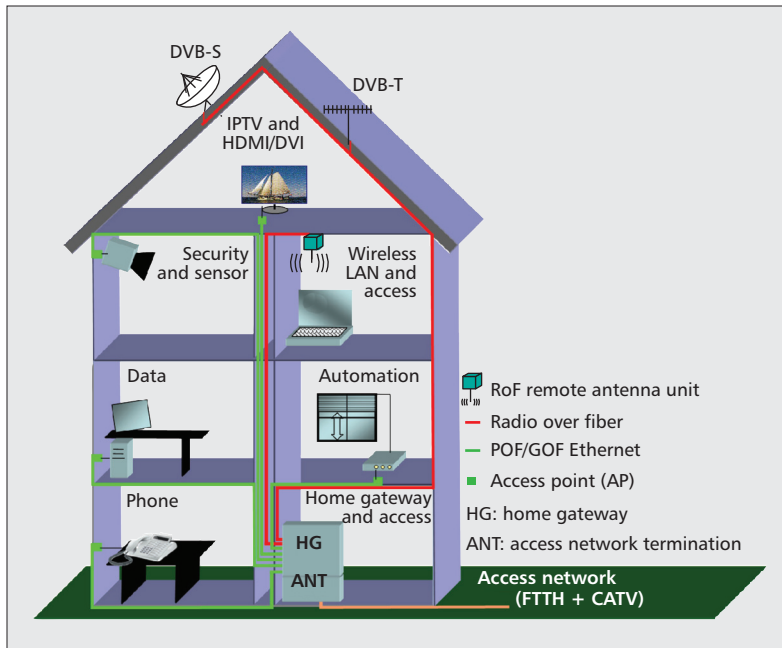 DVB-S
DVB-T
IPTV and
HDMI/DVI
Security
and sensor
Wireless
LAN and
access
Data
Automation
Phone
Home gateway
and access
HG
ANT
RoF remote antenna unit
Radio over fiber
POF/GOF Ethernet
Access point (AP)
HG: home gateway
ANT: access network termination
Access network
(FTTH + CATV)